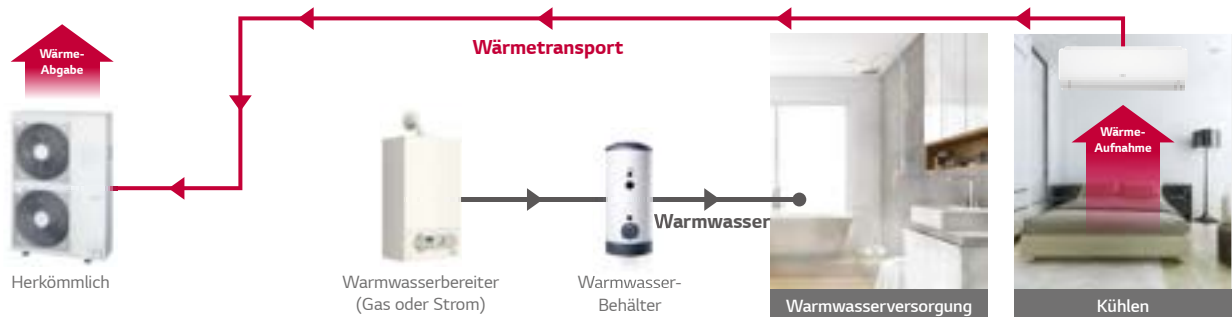 Wärmetransport
Wärme-
Abgabe
Wärme-
Aufnahme
Warmwasser
Herkömmlich
Warmwasserbereiter
(Gas oder Strom)
Warmwasser-
Behälter
Warmwasserversorgung
Kühlen